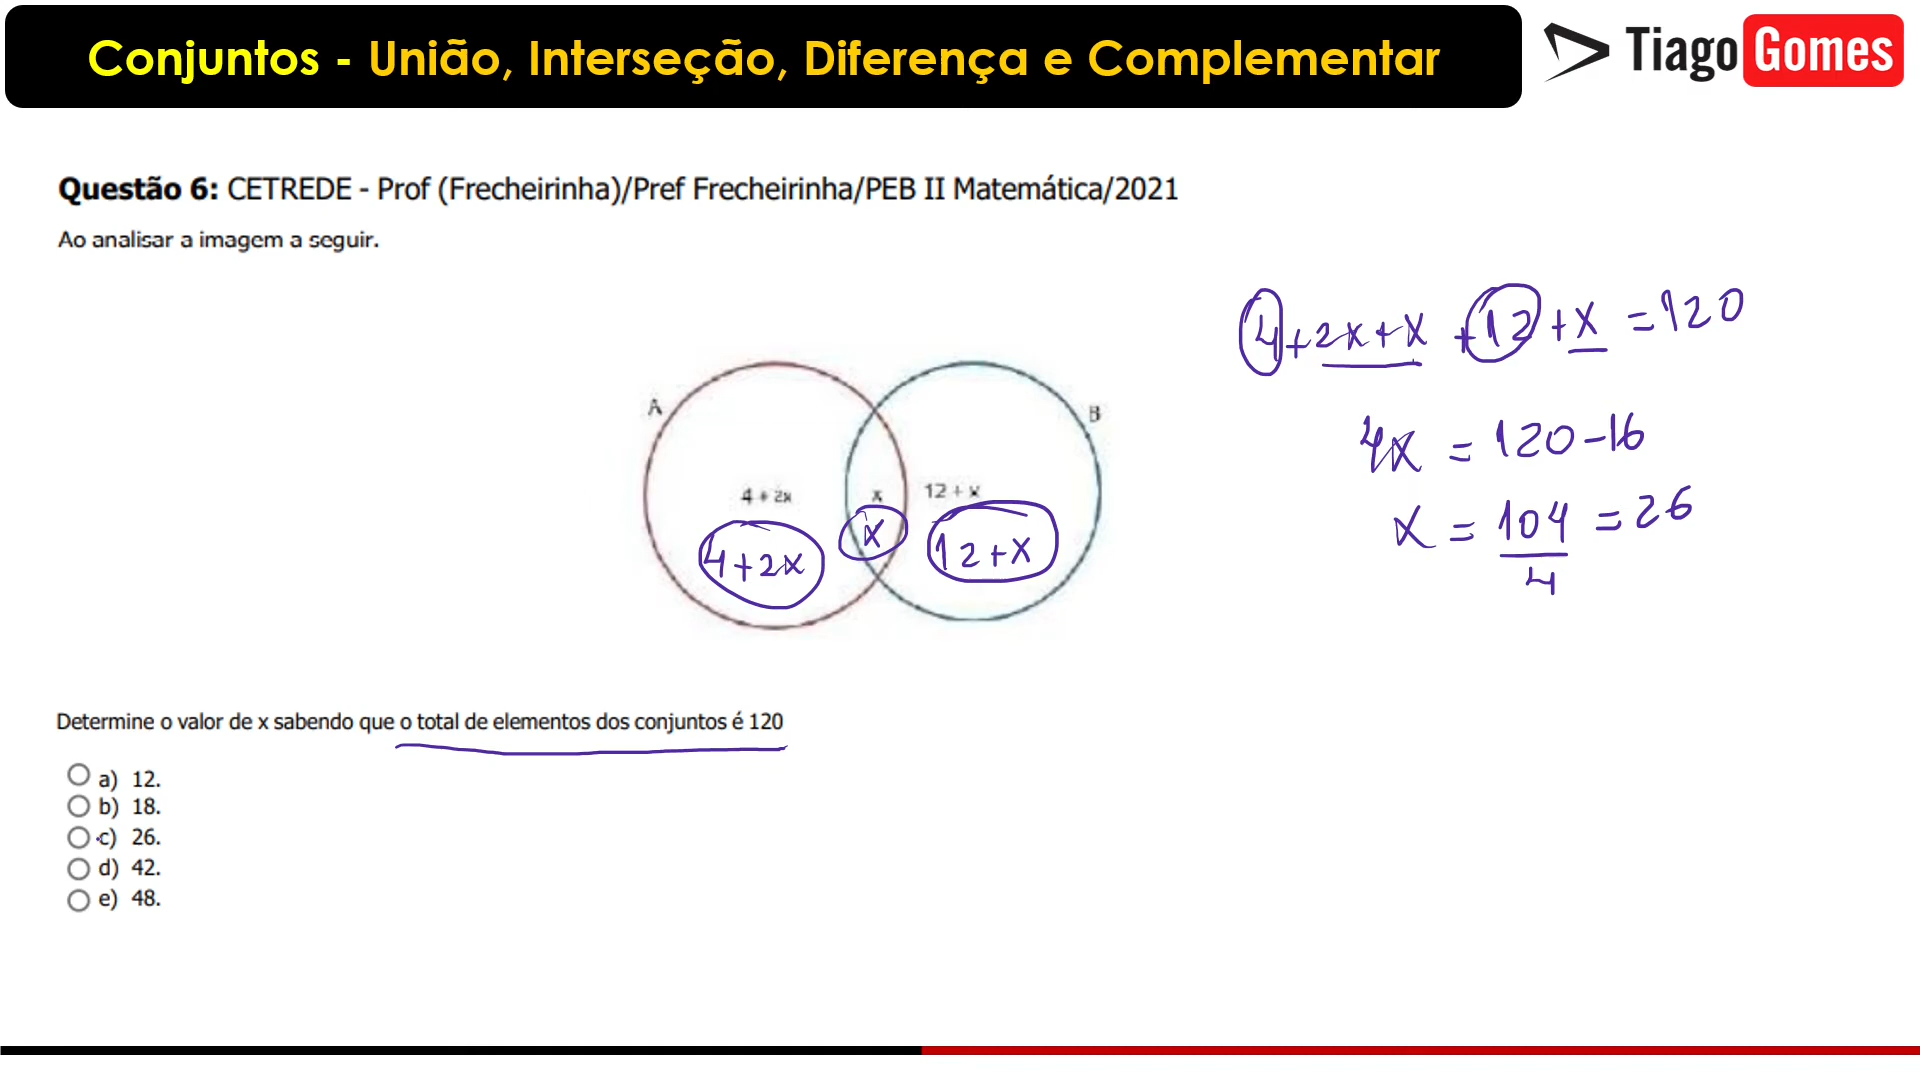 Conjuntos - União, Interseção, Diferença e Complementar
Tiago Gomes
Questão 6: CETREDE - Prof (Frecheirinha)/Pref Frecheirinha/PEB II Matemática/2021
Ao analisar a imagem a seguir.
4+2x+x+12+x=120
4x = 120-16
x = 104/4 = 26
A
B
4 + 2x
x
12 + x
4+2x
x
12+x
Determine o valor de x sabendo que o total de elementos dos conjuntos é 120
a) 12.
b) 18.
c) 26.
d) 42.
e) 48.